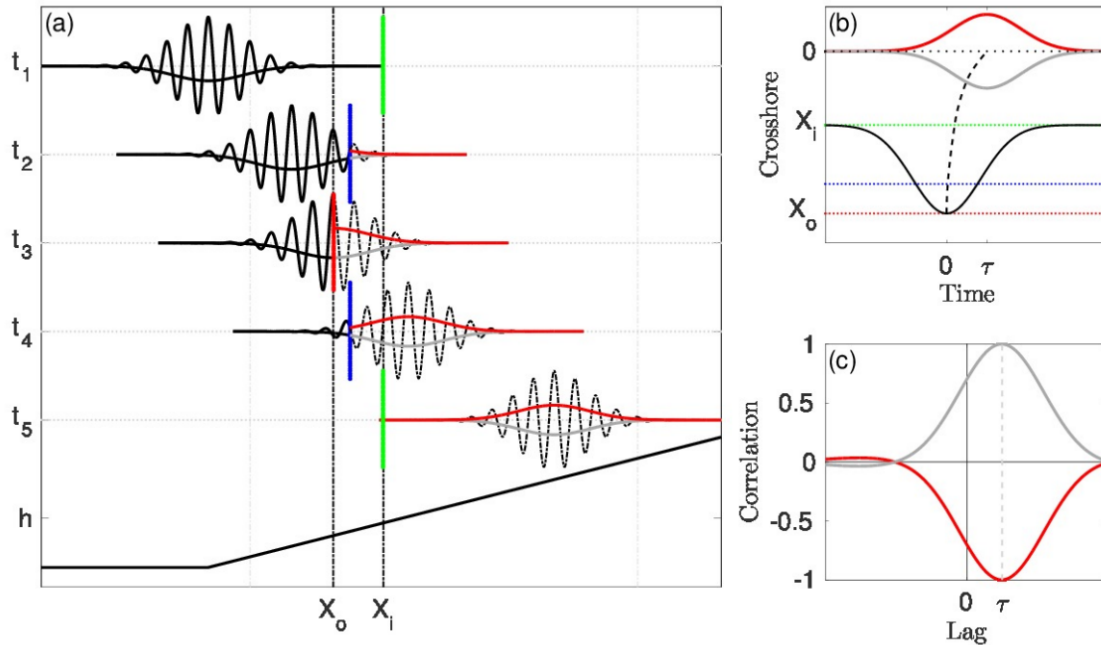 (a)
t1
t2
t3
t4
t5
h
Xo Xi
(b)
0
Xi
Xo
Crosshore
0 τ
Time
(c)
1
0.5
0
-0.5
-1
Correlation
0 τ
Lag